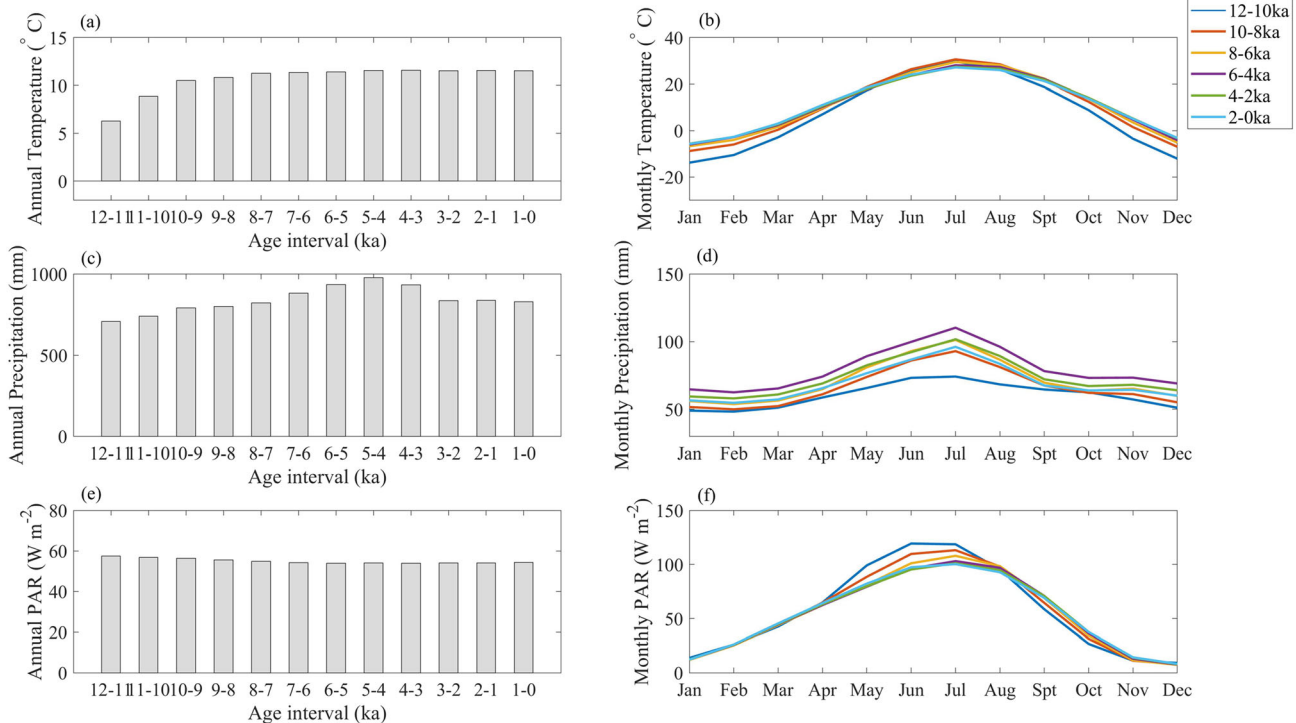 (a)
Annual Temperature (° C)
15
10
5
0
12-11 11-10 10-9 9-8 8-7 7-6 6-5 5-4 4-3 3-2 2-1 1-0
Age interval (ka)
(b)
Monthly Temperature (° C)
40
20
0
-20
Jan Feb Mar Apr May Jun Jul Aug Spt Oct Nov Dec
12-10ka
10-8ka
8-6ka
6-4ka
4-2ka
2-0ka
(c)
Annual Precipitation (mm)
1000
500
0
12-11 11-10 10-9 9-8 8-7 7-6 6-5 5-4 4-3 3-2 2-1 1-0
Age interval (ka)
(d)
Monthly Precipitation (mm)
150
100
50
Jan Feb Mar Apr May Jun Jul Aug Spt Oct Nov Dec
(e)
Annual PAR (W m-2)
80
60
40
20
0
12-11 11-10 10-9 9-8 8-7 7-6 6-5 5-4 4-3 3-2 2-1 1-0
Age interval (ka)
(f)
Monthly PAR (W m-2)
150
100
50
0
Jan Feb Mar Apr May Jun Jul Aug Spt Oct Nov Dec